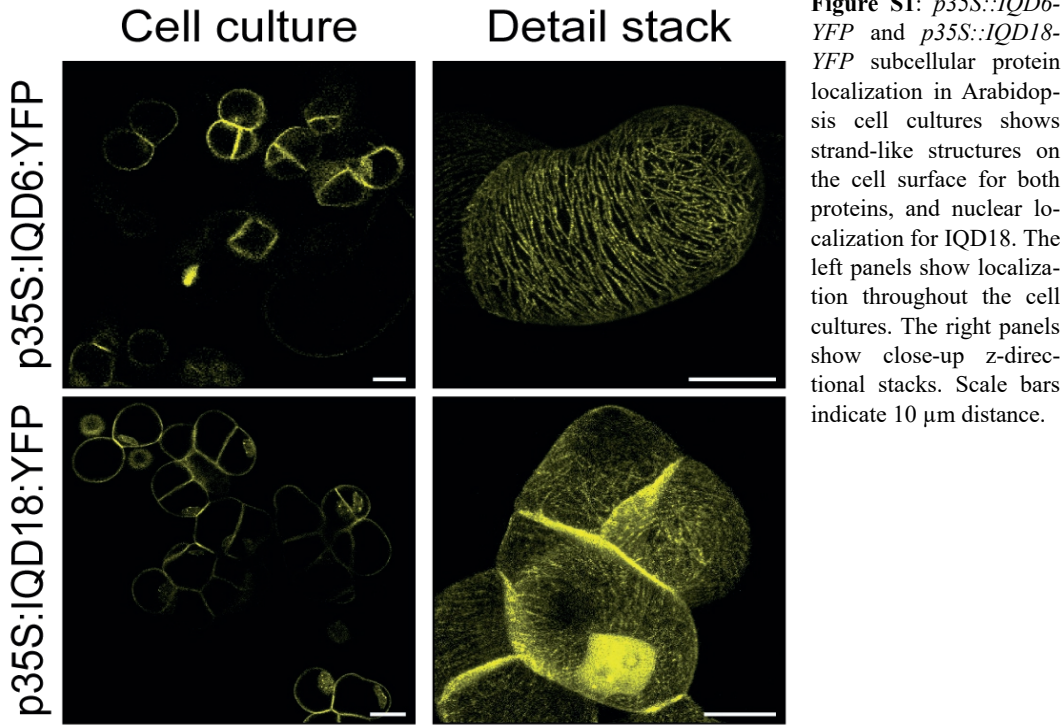 Cell culture
Detail stack
p35S:IQD6:YFP
p35S:IQD18:YFP
Figure S1: p35S::IQD6-
YFP and p35S::IQD18-
YFP subcellular protein
localization in Arabidop-
sis cell cultures shows
strand-like structures on
the cell surface for both
proteins, and nuclear lo-
calization for IQD18. The
left panels show localiza-
tion throughout the cell
cultures. The right panels
show close-up z-direc-
tional stacks. Scale bars
indicate 10 µm distance.